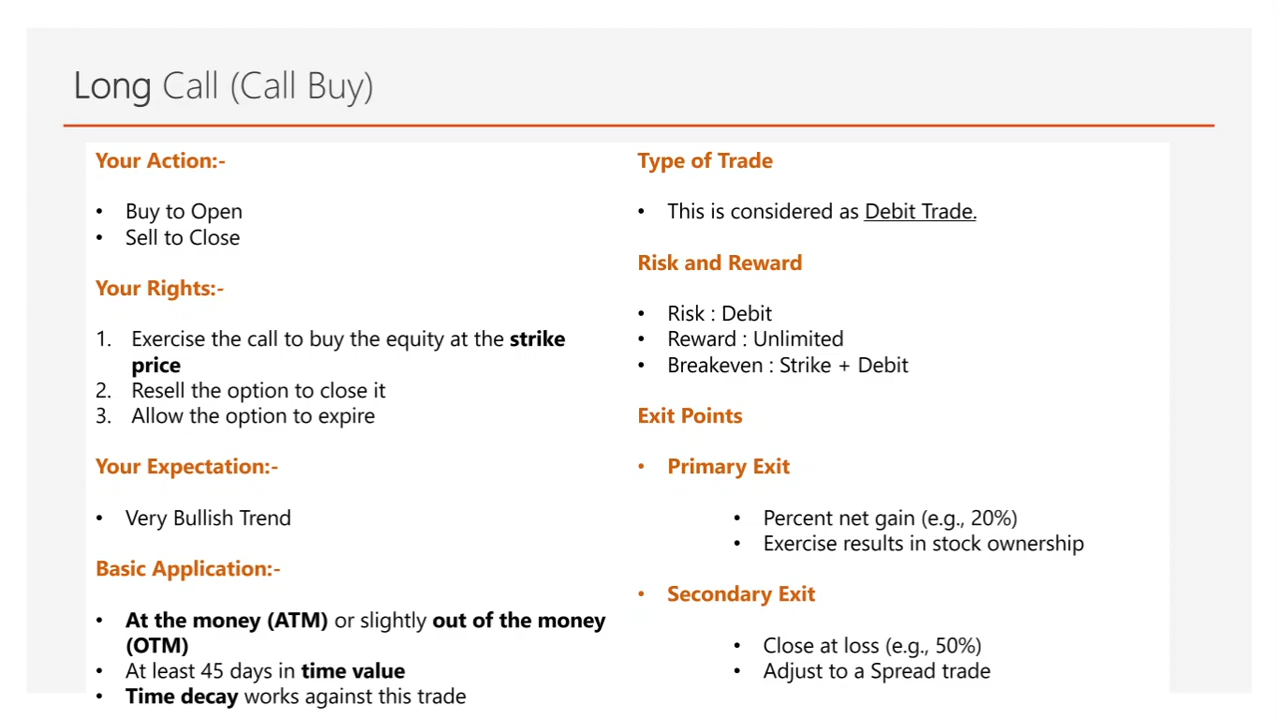 Long Call (Call Buy)
Your Action:-
• Buy to Open
• Sell to Close
Your Rights:-
1. Exercise the call to buy the equity at the strike
price
2. Resell the option to close it
3. Allow the option to expire
Your Expectation:-
• Very Bullish Trend
Basic Application:-
• At the money (ATM) or slightly out of the money
(OTM)
• At least 45 days in time value
• Time decay works against this trade
Type of Trade
• This is considered as Debit Trade.
Risk and Reward
• Risk : Debit
• Reward : Unlimited
• Breakeven : Strike + Debit
Exit Points
• Primary Exit
• Percent net gain (e.g., 20%)
• Exercise results in stock ownership
• Secondary Exit
• Close at loss (e.g., 50%)
• Adjust to a Spread trade